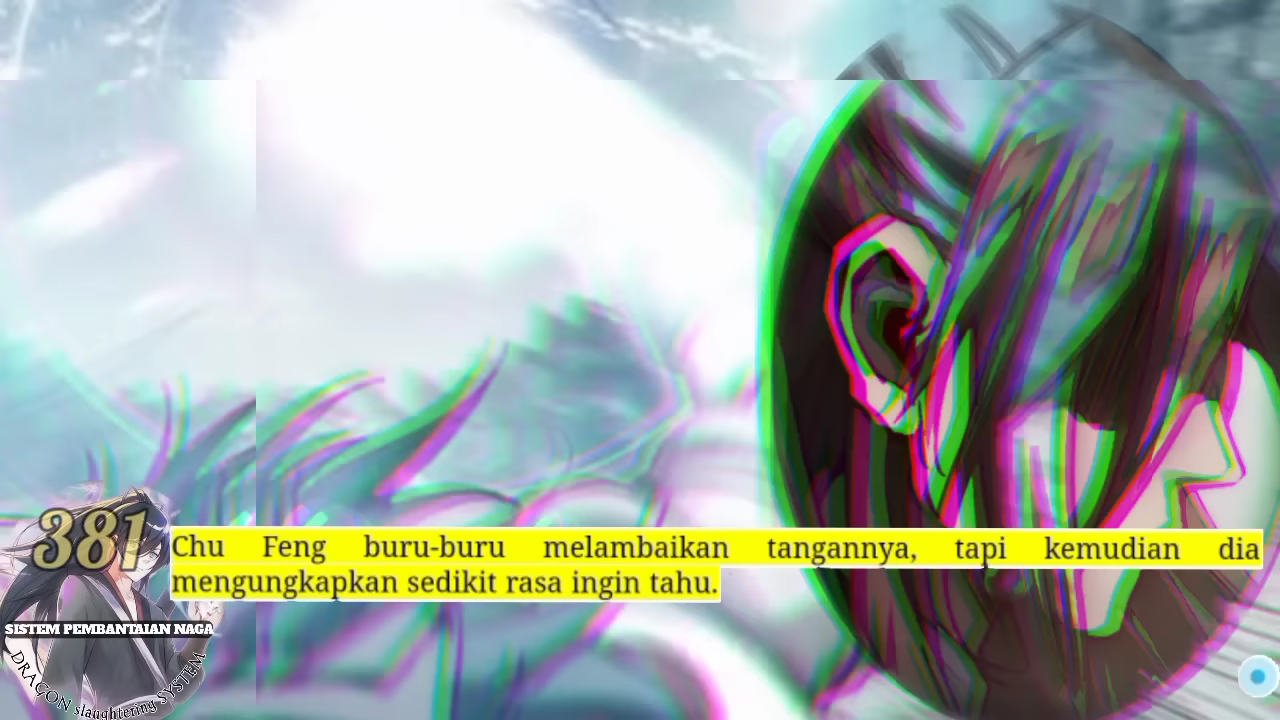 381
Chu Feng buru-buru melambaikan tangannya, tapi kemudian dia
mengungkapkan sedikit rasa ingin tahu.
SISTEM PEMBANTAIAN NAGA
DRAGON slaughtering SYSTEM